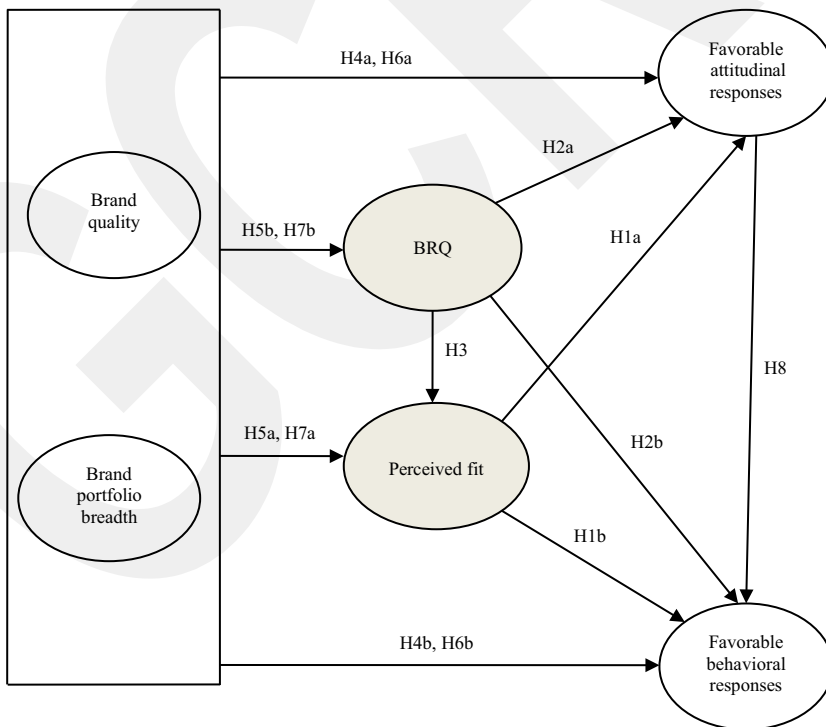 Favorable
attitudinal
responses
H4a, H6a
H2a
Brand
quality
H5b, H7b
BRQ
H1a
H3
H8
H5a, H7a
H2b
Brand
portfolio
breadth
Perceived fit
H1b
H4b, H6b
Favorable
behavioral
responses